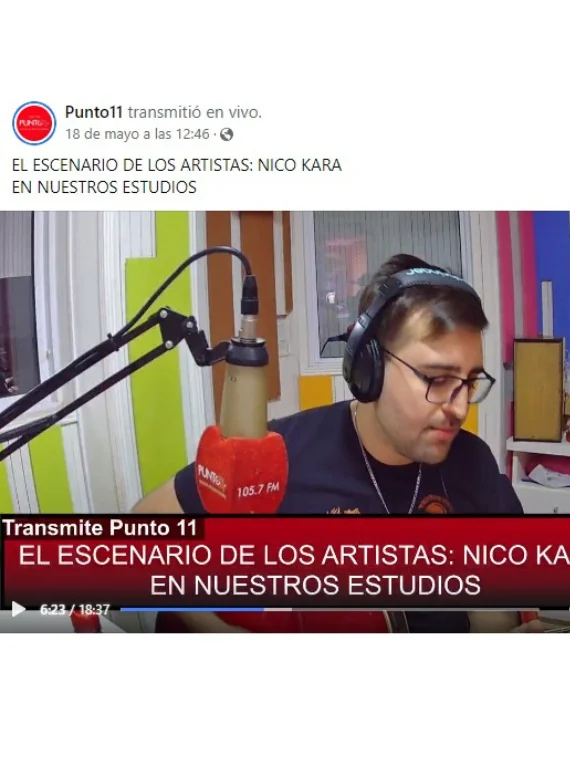 Punto11 transmitió en vivo.
18 de mayo a las 12:46 ·
EL ESCENARIO DE LOS ARTISTAS: NICO KARA
EN NUESTROS ESTUDIOS
PUNTO
105.7 FM
Transmite Punto 11
EL ESCENARIO DE LOS ARTISTAS: NICO KA
EN NUESTROS ESTUDIOS
6:23 / 18:37